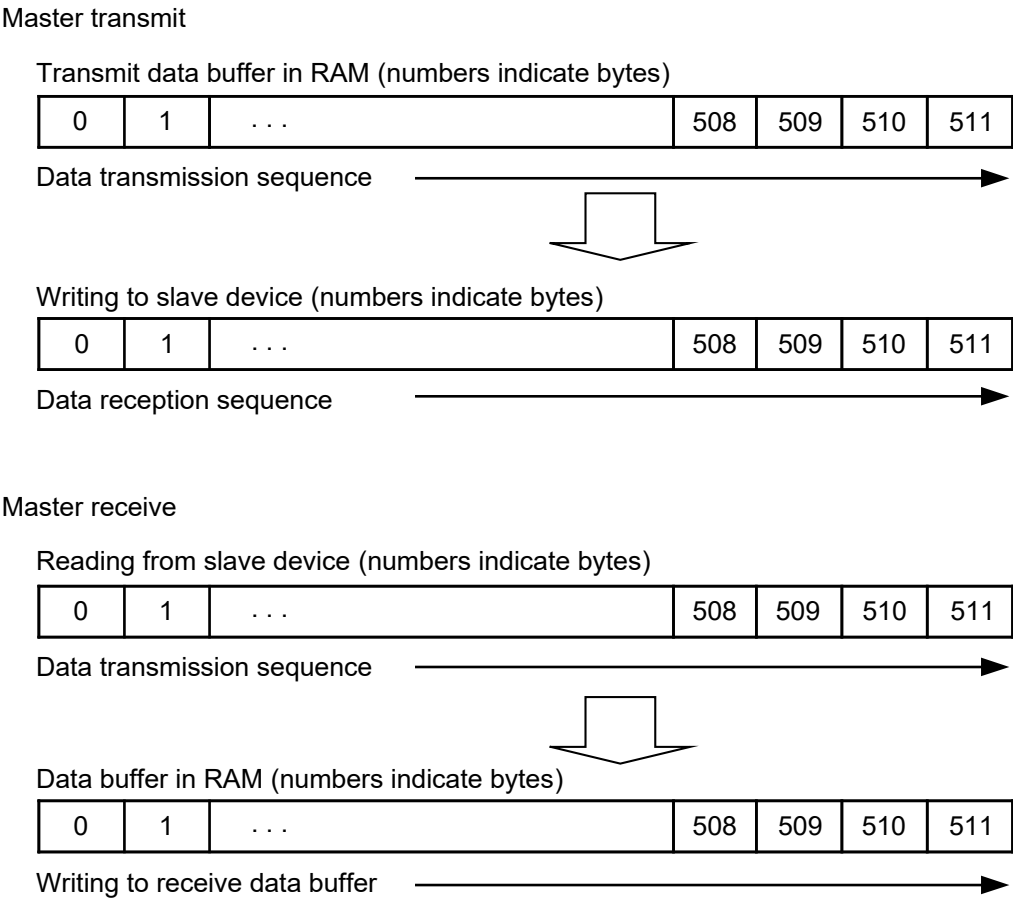 Master transmit
Transmit data buffer in RAM (numbers indicate bytes)
0 1 . . . 508 509 510 511
Data transmission sequence
Writing to slave device (numbers indicate bytes)
0 1 . . . 508 509 510 511
Data reception sequence
Master receive
Reading from slave device (numbers indicate bytes)
0 1 . . . 508 509 510 511
Data transmission sequence
Data buffer in RAM (numbers indicate bytes)
0 1 . . . 508 509 510 511
Writing to receive data buffer